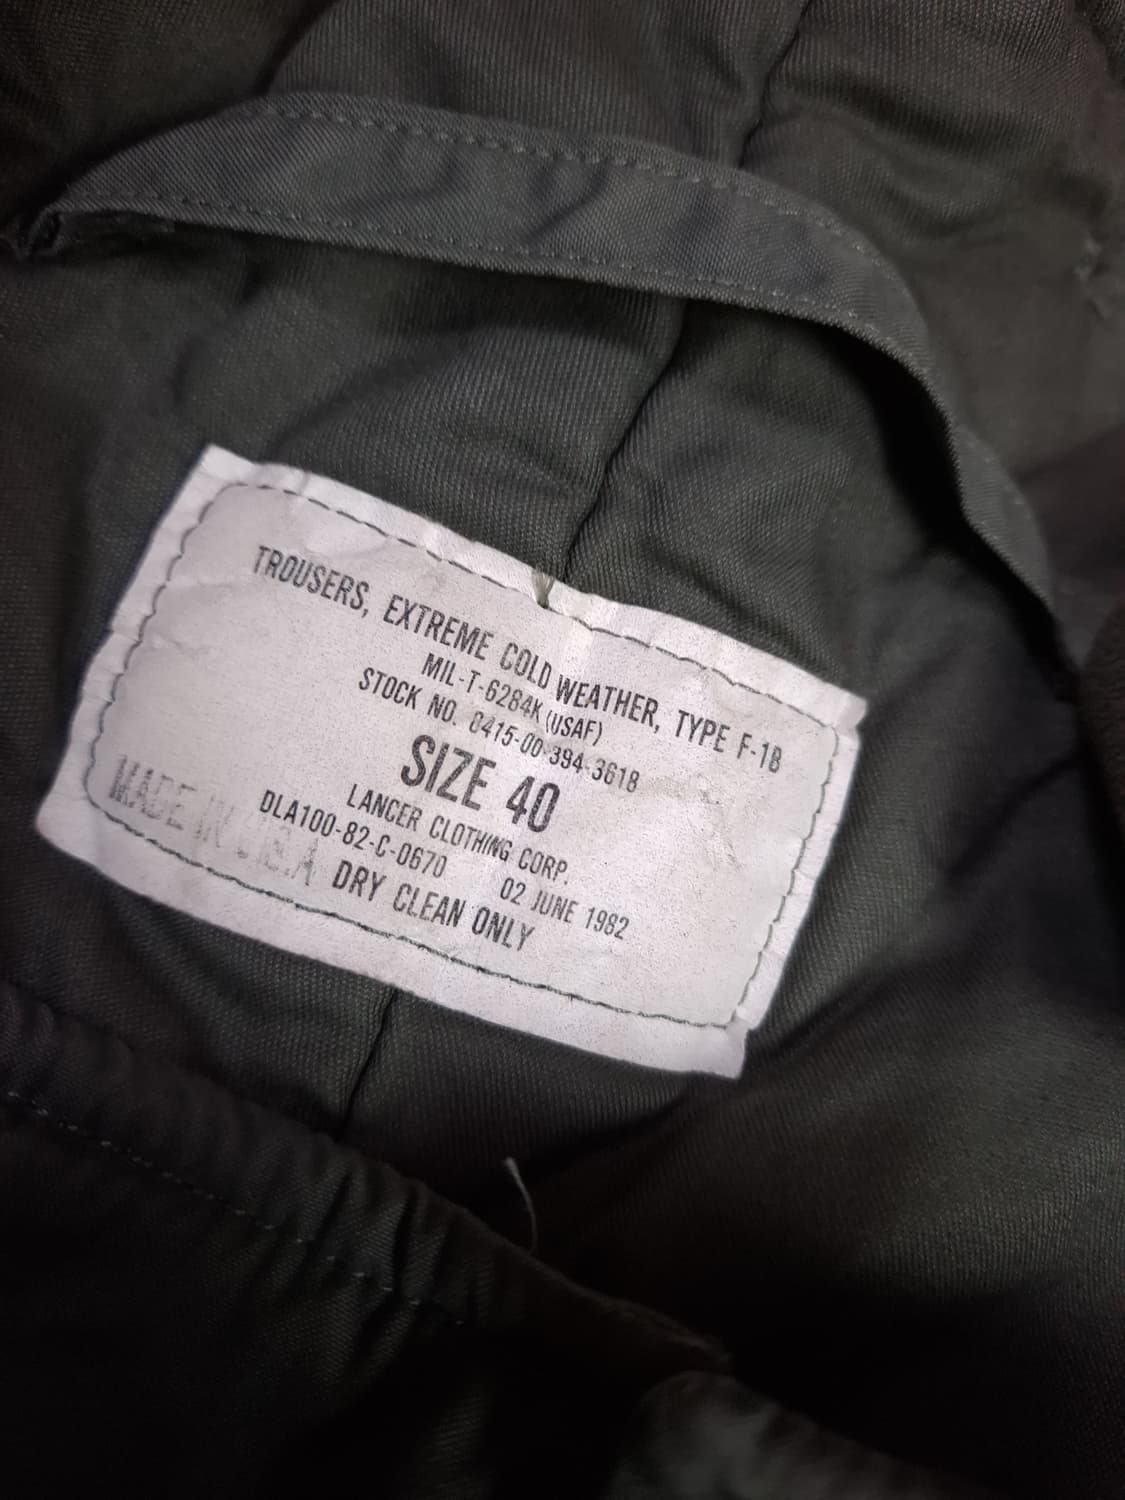 TROUSERS, EXTREME COLD WEATHER, TYPE F-1B
MIL-T-6284K (USAF)
STOCK NO. 8415-00-394-3618
SIZE 40
LANCER CLOTHING CORP.
DLA100-82-C-0670 02 JUNE 1982
DRY CLEAN ONLY
MADE IN U.S.A